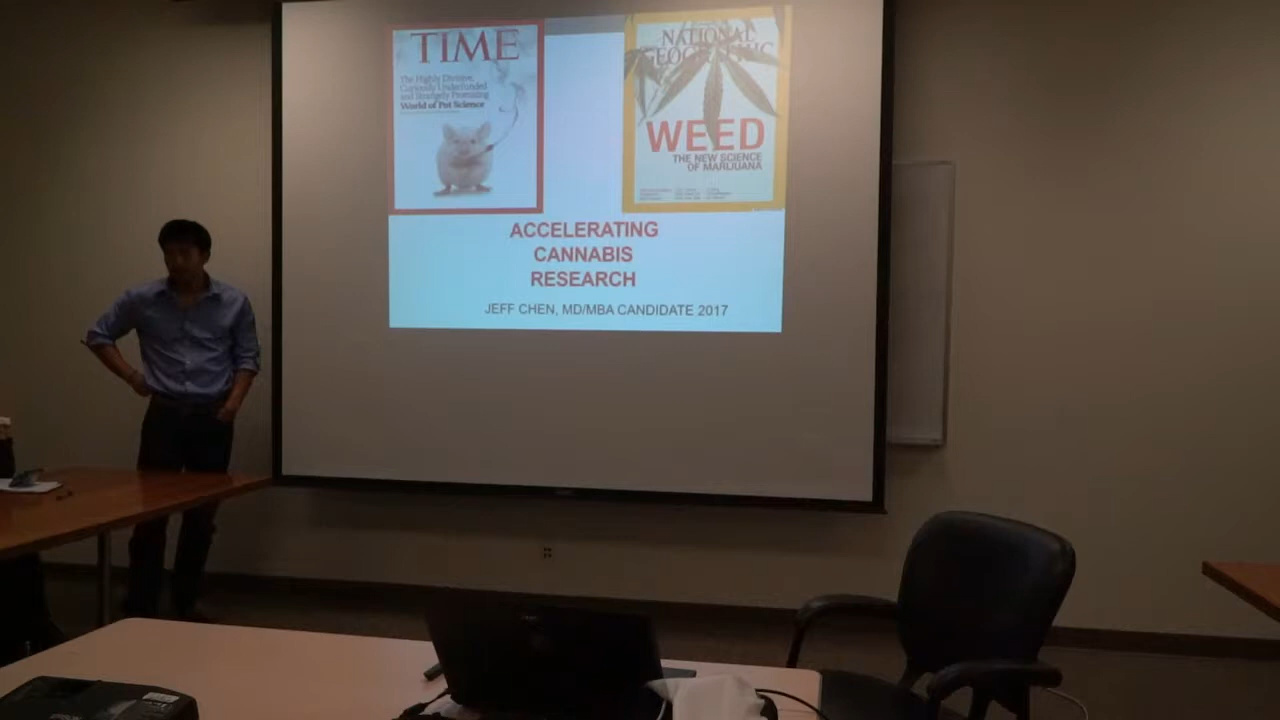 TIME
The Highly Divisive,
Curiously Underfunded
and Strangely Promising
World of Pot Science
NATIONAL
GEOGRAPHIC
WEED
THE NEW SCIENCE
OF MARIJUANA
ACCELERATING
CANNABIS
RESEARCH
JEFF CHEN, MD/MBA CANDIDATE 2017